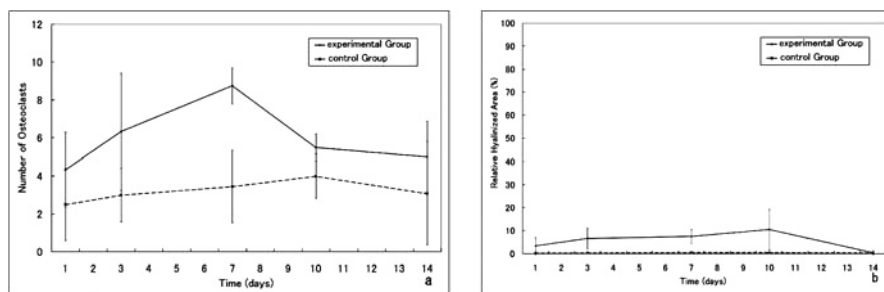 12
10
8
6
4
2
0
Number of Osteoclasts
experimental Group
control Group
1 2 3 4 5 6 7 8 9 10 11 12 13 14
Time (days)
a
100
90
80
70
60
50
40
30
20
10
0
Relative Hyalinized Area (%)
experimental Group
control Group
1 2 3 4 5 6 7 8 9 10 11 12 13 14
Time (days)
b